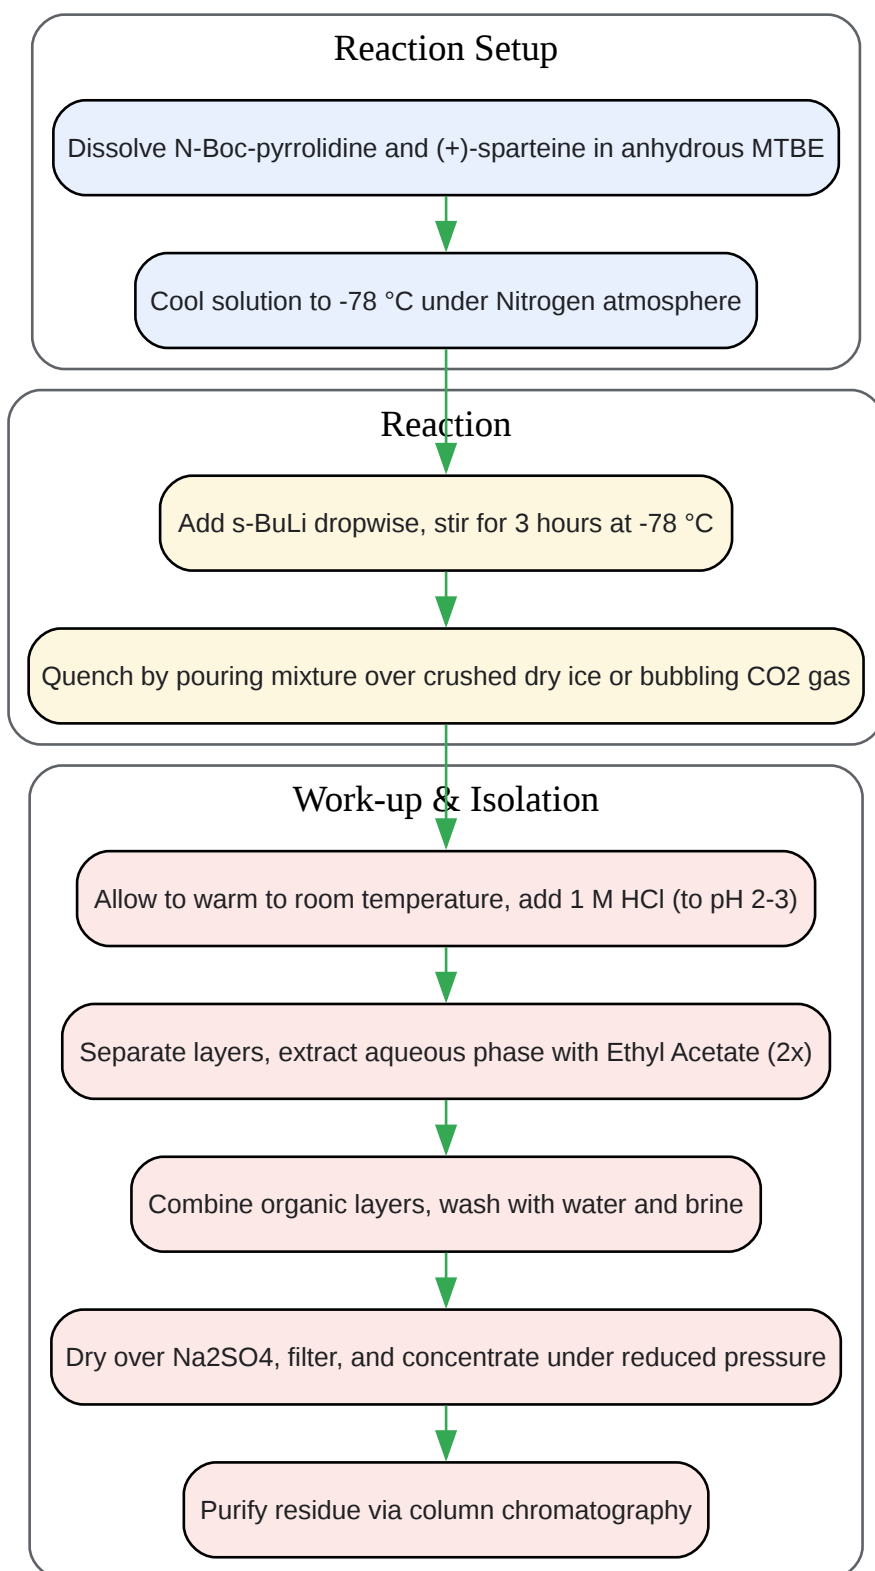 Reaction Setup
Dissolve N-Boc-pyrrolidine and (+)-sparteine in anhydrous MTBE
Cool solution to -78 °C under Nitrogen atmosphere
Reaction
Add s-BuLi dropwise, stir for 3 hours at -78 °C
Quench by pouring mixture over crushed dry ice or bubbling CO2 gas
Work-up & Isolation
Allow to warm to room temperature, add 1 M HCl (to pH 2-3)
Separate layers, extract aqueous phase with Ethyl Acetate (2x)
Combine organic layers, wash with water and brine
Dry over Na2SO4, filter, and concentrate under reduced pressure
Purify residue via column chromatography